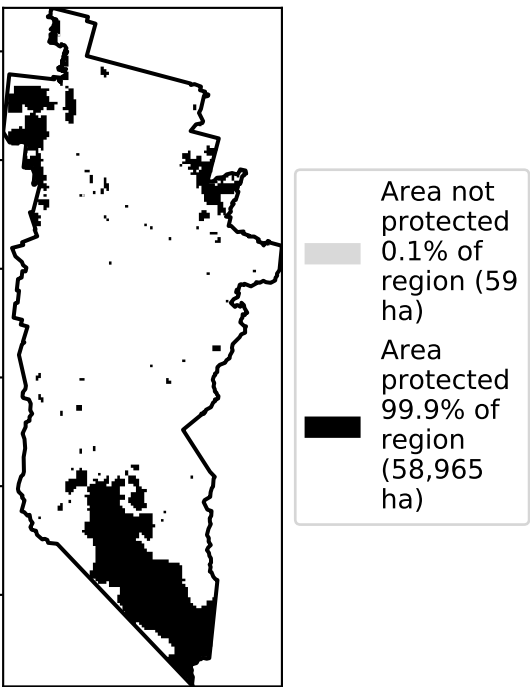 Area not
protected
0.1% of
region (59
ha)
Area
protected
99.9% of
region
(58,965
ha)